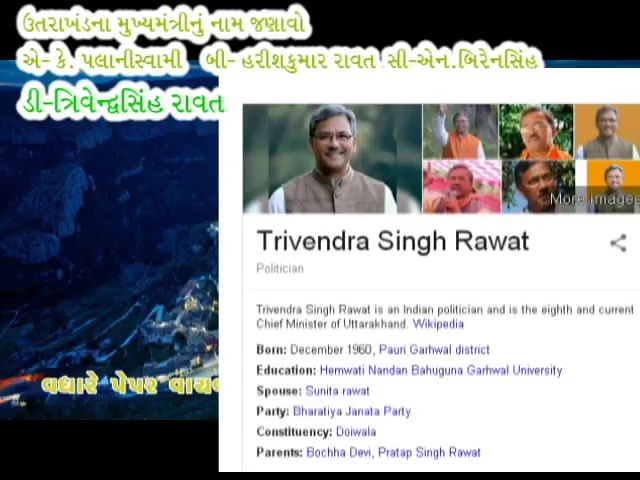 ઉતરાખંડના મુખ્યમંત્રીનું નામ જણાવો
એ- કે. પલાનીસ્વામી બી- હરીશકુમાર રાવત સી-એન.બિરેનસિંહ
ડી-ત્રિવેન્દ્રસિંહ રાવત
More images
Trivendra Singh Rawat
Politician
Trivendra Singh Rawat is an Indian politician and is the eighth and current
Chief Minister of Uttarakhand. Wikipedia
Born: December 1960, Pauri Garhwal district
Education: Hemwati Nandan Bahuguna Garhwal University
Spouse: Sunita rawat
Party: Bharatiya Janata Party
Constituency: Doiwala
Parents: Bochha Devi, Pratap Singh Rawat
વધારે પેપર